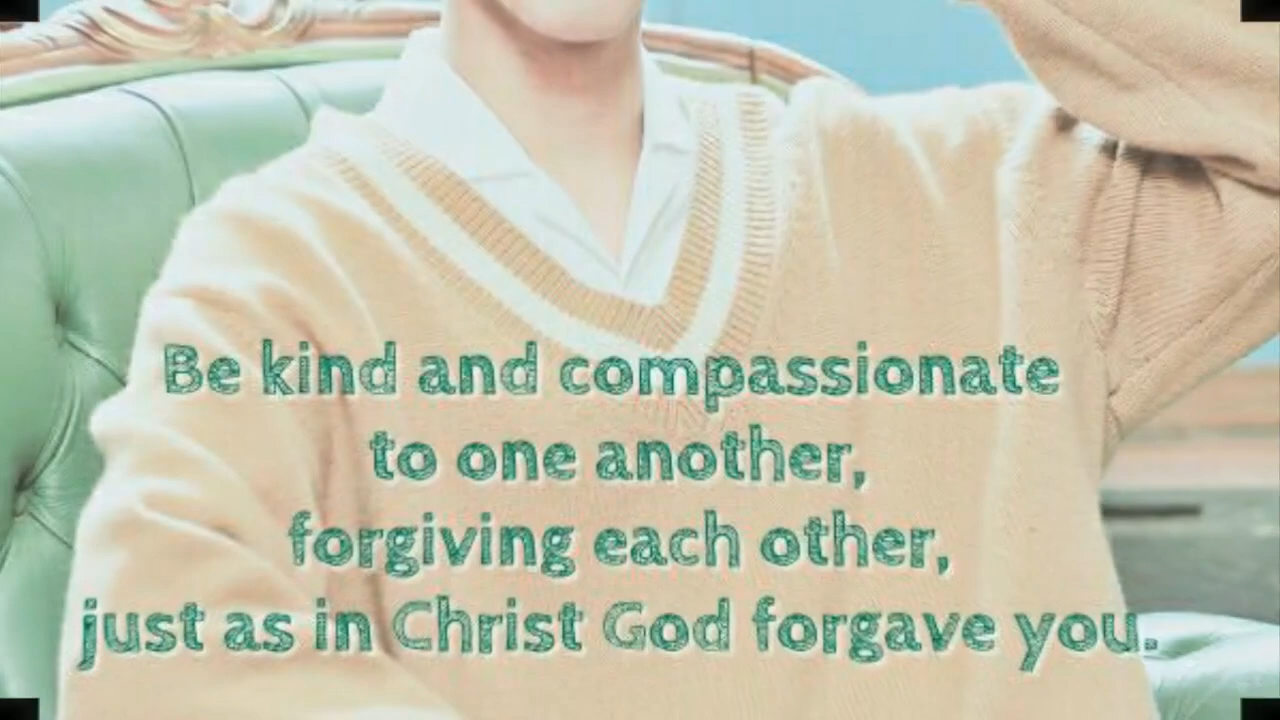 Be kind and compassionate
to one another,
forgiving each other,
just as in Christ God forgave you.